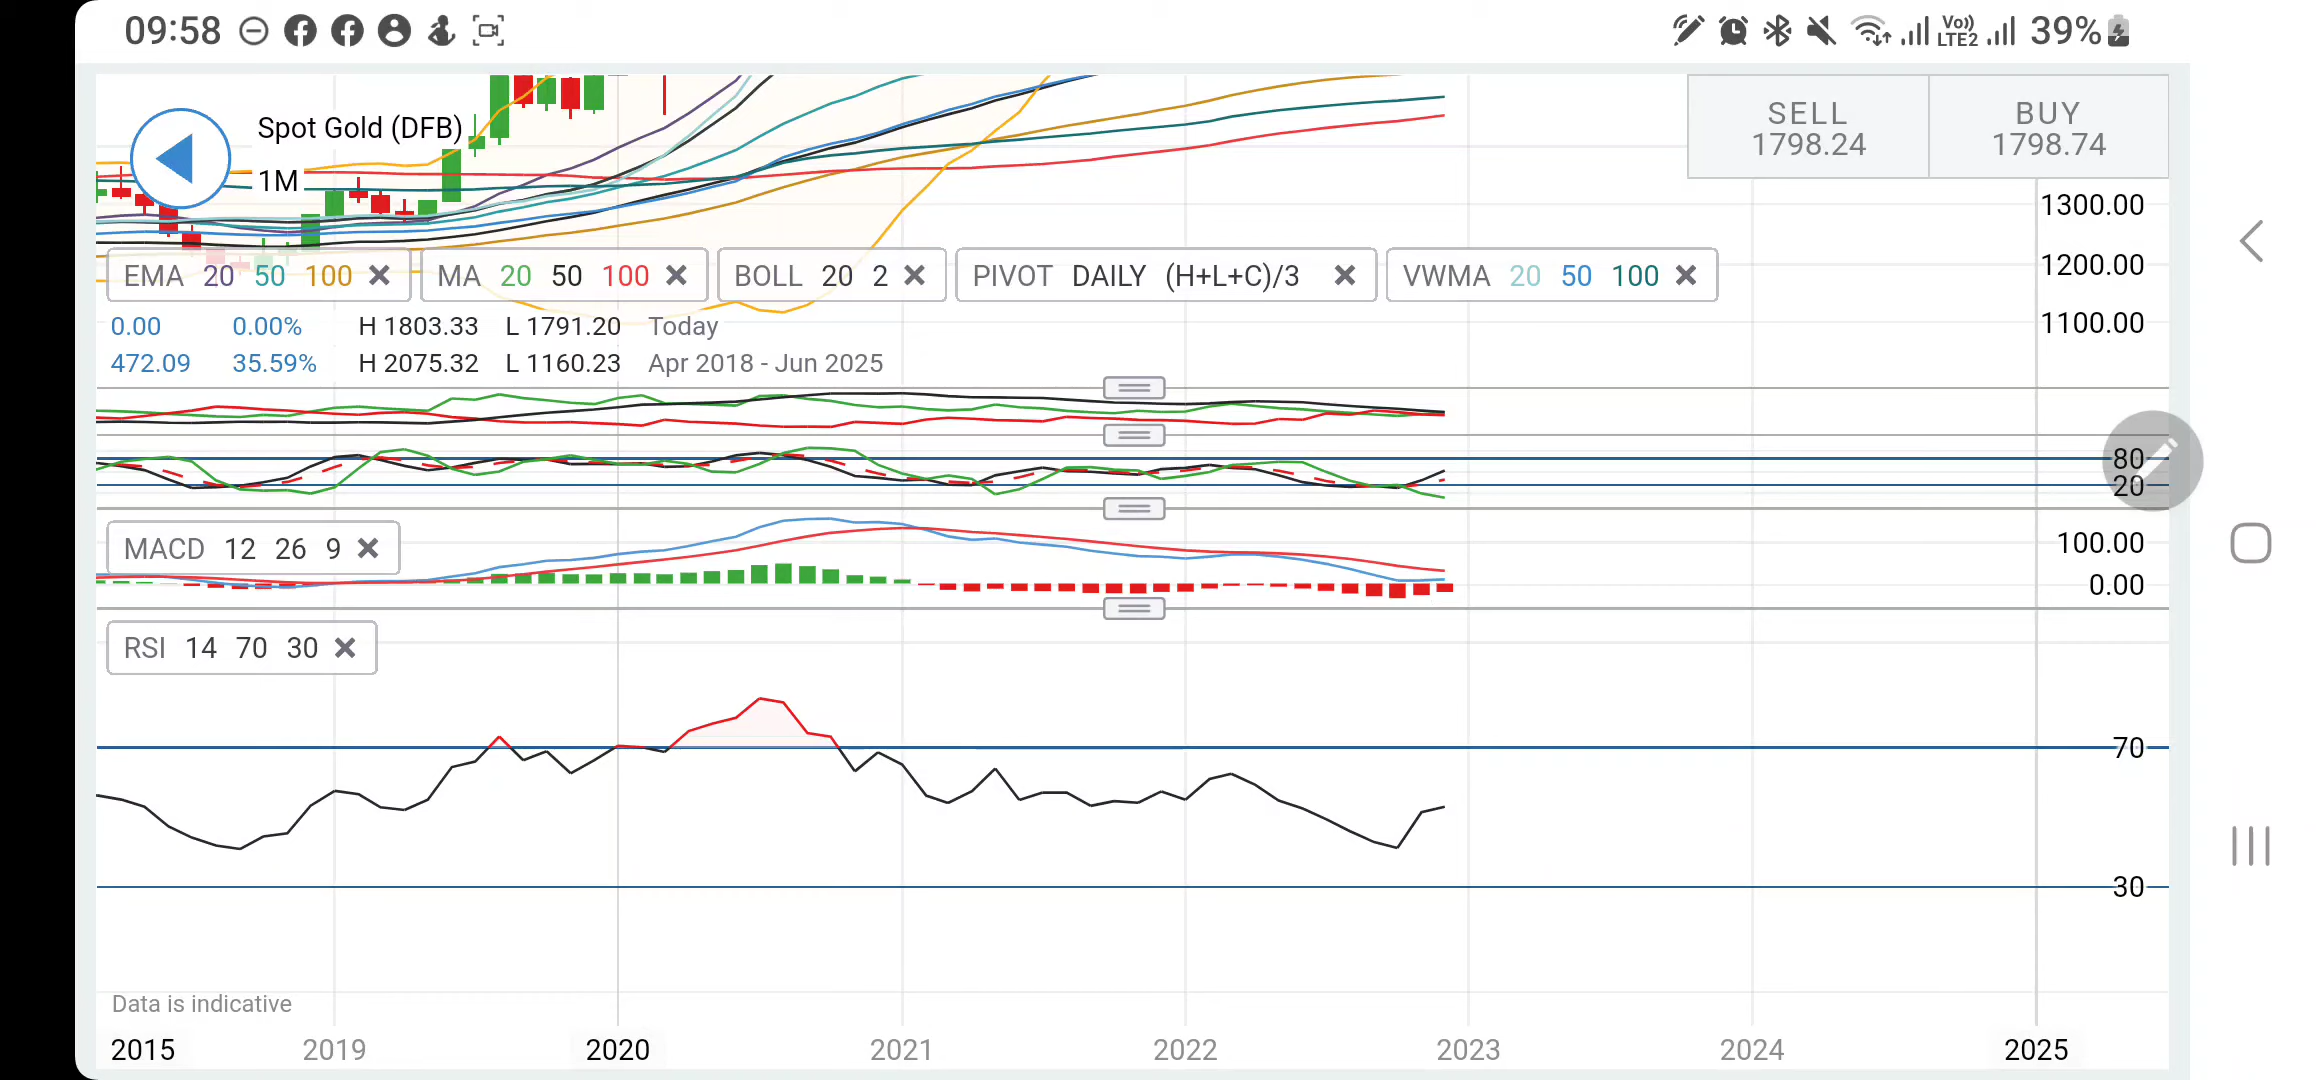 09:58 Vo)) LTE2 39%
Spot Gold (DFB)
1M
SELL 1798.24
BUY 1798.74
1300.00
1200.00
1100.00
EMA 20 50 100 MA 20 50 100 BOLL 20 2 PIVOT DAILY (H+L+C)/3 VWMA 20 50 100
0.00 0.00% H 1803.33 L 1791.20 Today
472.09 35.59% H 2075.32 L 1160.23 Apr 2018 - Jun 2025
80
20
MACD 12 26 9
100.00
0.00
RSI 14 70 30
70
30
Data is indicative
2015 2019 2020 2021 2022 2023 2024 2025